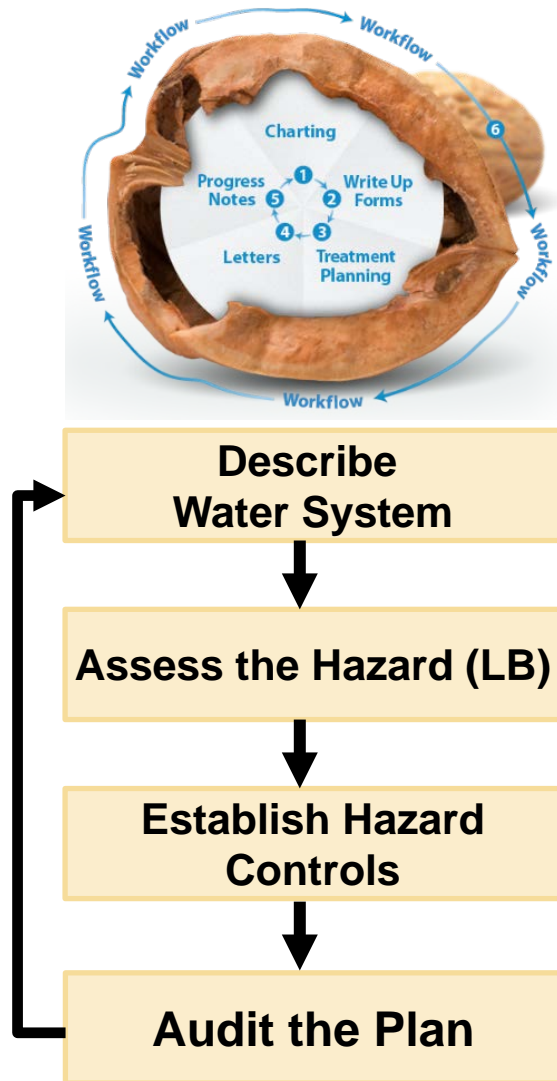 Workflow
Workflow
Workflow
6
Workflow
Workflow
Workflow
Charting
1
Write Up
Forms
2
Treatment
Planning
3
Letters
4
Progress
Notes
5
Describe
Water System
Assess the Hazard (LB)
Establish Hazard
Controls
Audit the Plan